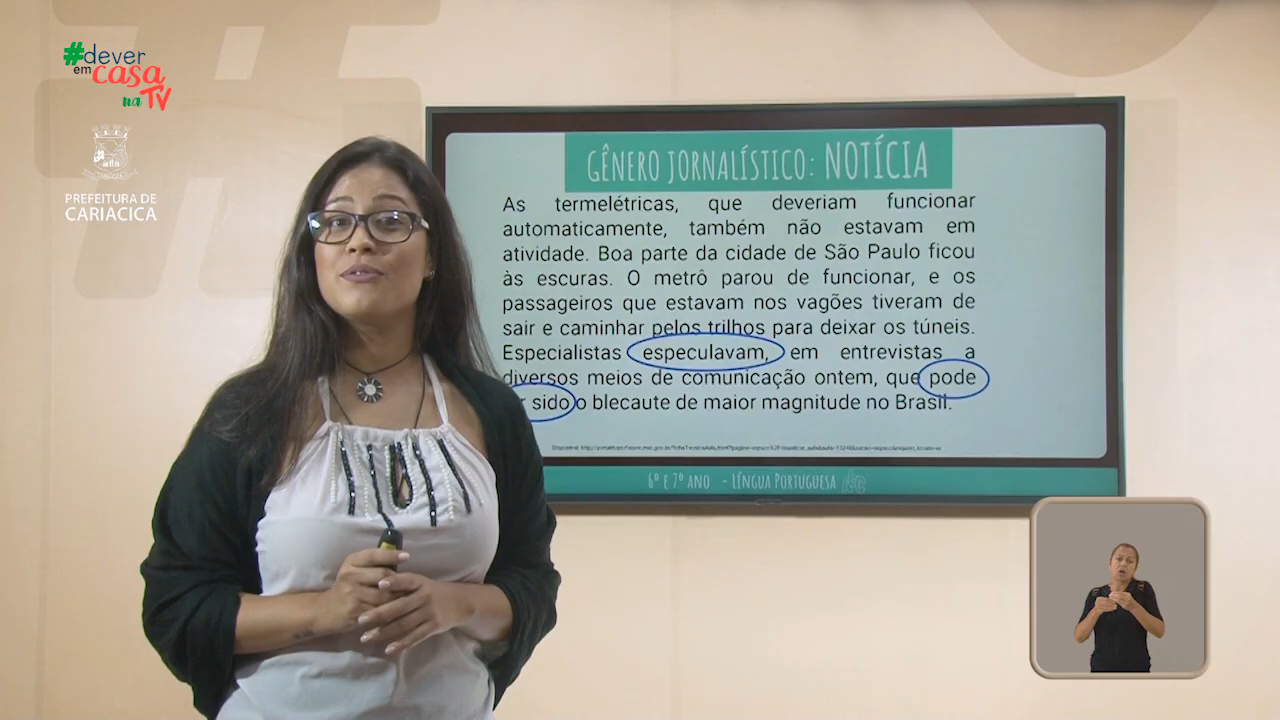 #dever
em casa
na TV
PREFEITURA DE
CARIACICA
GÊNERO JORNALÍSTICO: NOTÍCIA
As termelétricas, que deveriam funcionar
automaticamente, também não estavam em
atividade. Boa parte da cidade de São Paulo ficou
às escuras. O metrô parou de funcionar, e os
passageiros que estavam nos vagões tiveram de
sair e caminhar pelos trilhos para deixar os túneis.
Especialistas especulavam, em entrevistas a
diversos meios de comunicação ontem, que pode
sido o blecaute de maior magnitude no Brasil.
6º E 7º ANO - LÍNGUA PORTUGUESA